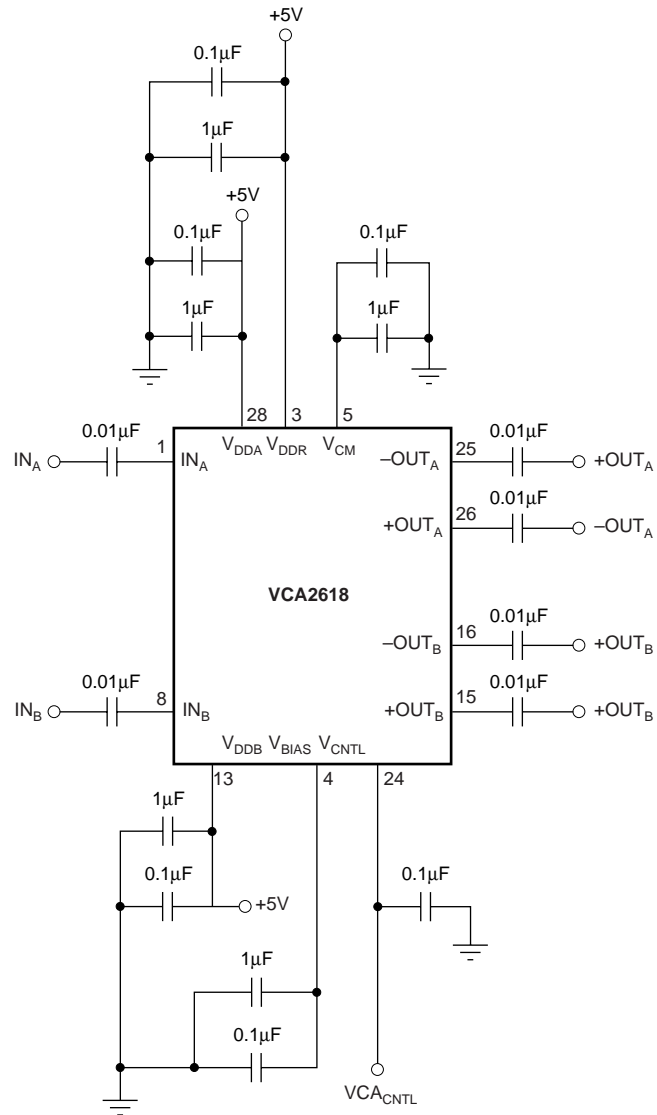 +5V
0.1µF
1µF
+5V
0.1µF
0.1µF
1µF
1µF
28 3 5
0.01µF
0.01µF
1
25
IN_A
IN_A
V_DDA V_DDR V_CM
–OUT_A
+OUT_A
0.01µF
26
+OUT_A
–OUT_A
VCA2618
0.01µF
16
–OUT_B
+OUT_B
0.01µF
0.01µF
8
15
IN_B
IN_B
+OUT_B
+OUT_B
V_DDB V_BIAS V_CNTL
13 4 24
1µF
0.1µF
0.1µF
+5V
1µF
0.1µF
VCA_CNTL